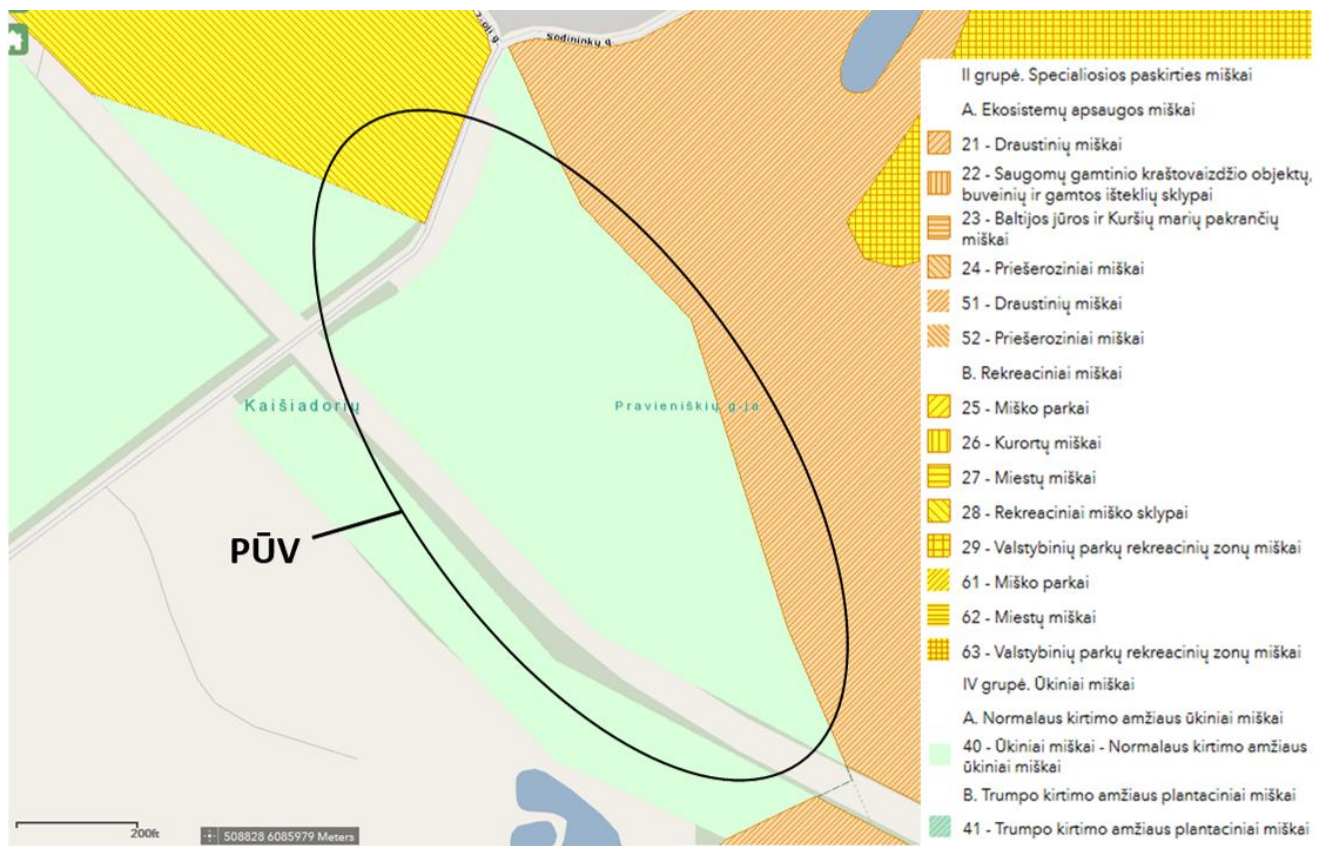 Sodininkų g.
Kaišiadorių
Pravieniškių g-ja
PŪV
200ft
508828 6085979 Meters
II grupė. Specialiosios paskirties miškai
A. Ekosistemų apsaugos miškai
21 - Draustinių miškai
22 - Saugomų gamtinio kraštovaizdžio objektų,
buveinių ir gamtos išteklių sklypai
23 - Baltijos jūros ir Kuršių marių pakrančių
miškai
24 - Priešeroziniai miškai
51 - Draustinių miškai
52 - Priešeroziniai miškai
B. Rekreaciniai miškai
25 - Miško parkai
26 - Kurortų miškai
27 - Miestų miškai
28 - Rekreaciniai miško sklypai
29 - Valstybinių parkų rekreacinių zonų miškai
61 - Miško parkai
62 - Miestų miškai
63 - Valstybinių parkų rekreacinių zonų miškai
IV grupė. Ūkiniai miškai
A. Normalaus kirtimo amžiaus ūkiniai miškai
40 - Ūkiniai miškai - Normalaus kirtimo amžiaus
ūkiniai miškai
B. Trumpo kirtimo amžiaus plantaciniai miškai
41 - Trumpo kirtimo amžiaus plantaciniai miškai